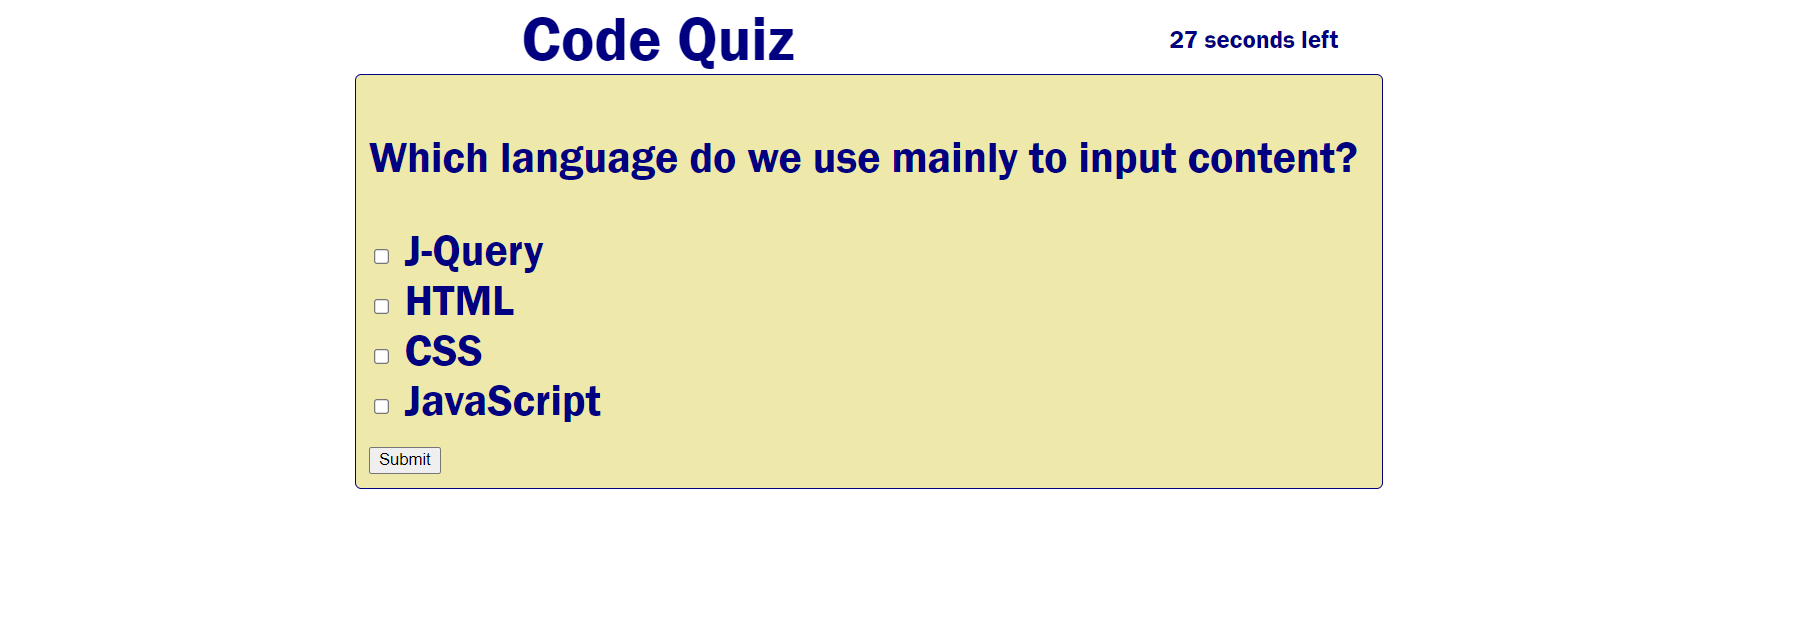 Code Quiz
27 seconds left
Which language do we use mainly to input content?
J-Query
HTML
CSS
JavaScript
Submit